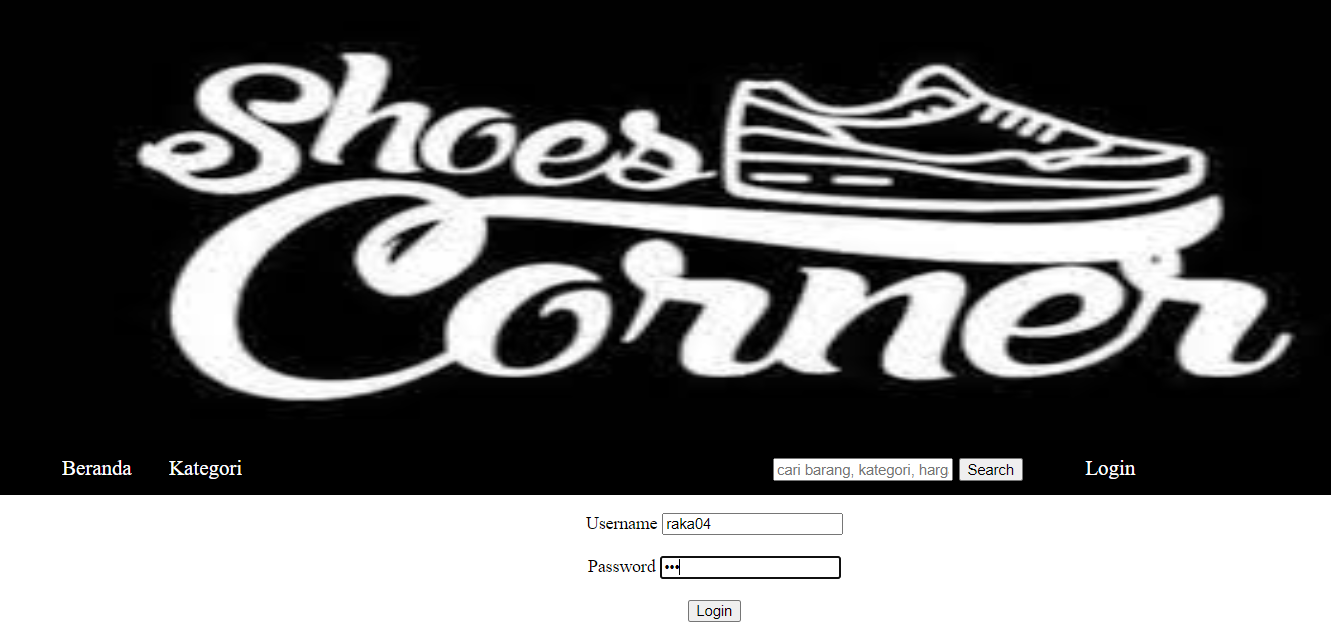 Shoes
Corner
Beranda Kategori cari barang, kategori, harg Search Login
Username raka04
Password •••
Login